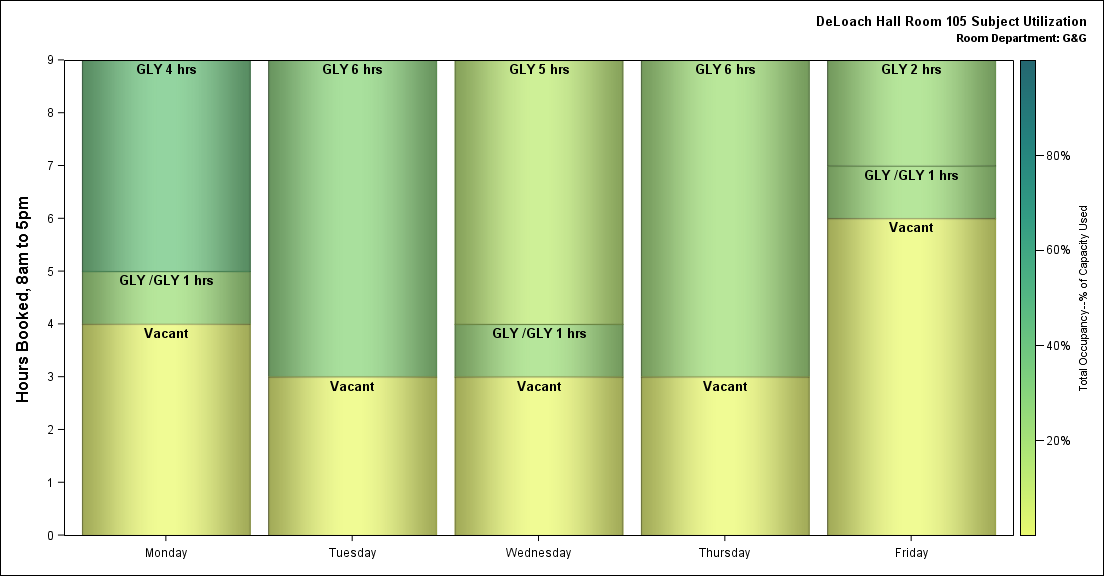 DeLoach Hall Room 105 Subject Utilization
Room Department: G&G
Hours Booked, 8am to 5pm
9
8
7
6
5
4
3
2
1
0
GLY 4 hrs
GLY /GLY 1 hrs
Vacant
GLY 6 hrs
Vacant
GLY 5 hrs
GLY /GLY 1 hrs
Vacant
GLY 6 hrs
Vacant
GLY 2 hrs
GLY /GLY 1 hrs
Vacant
Monday
Tuesday
Wednesday
Thursday
Friday
80%
60%
40%
20%
Total Occupancy--% of Capacity Used